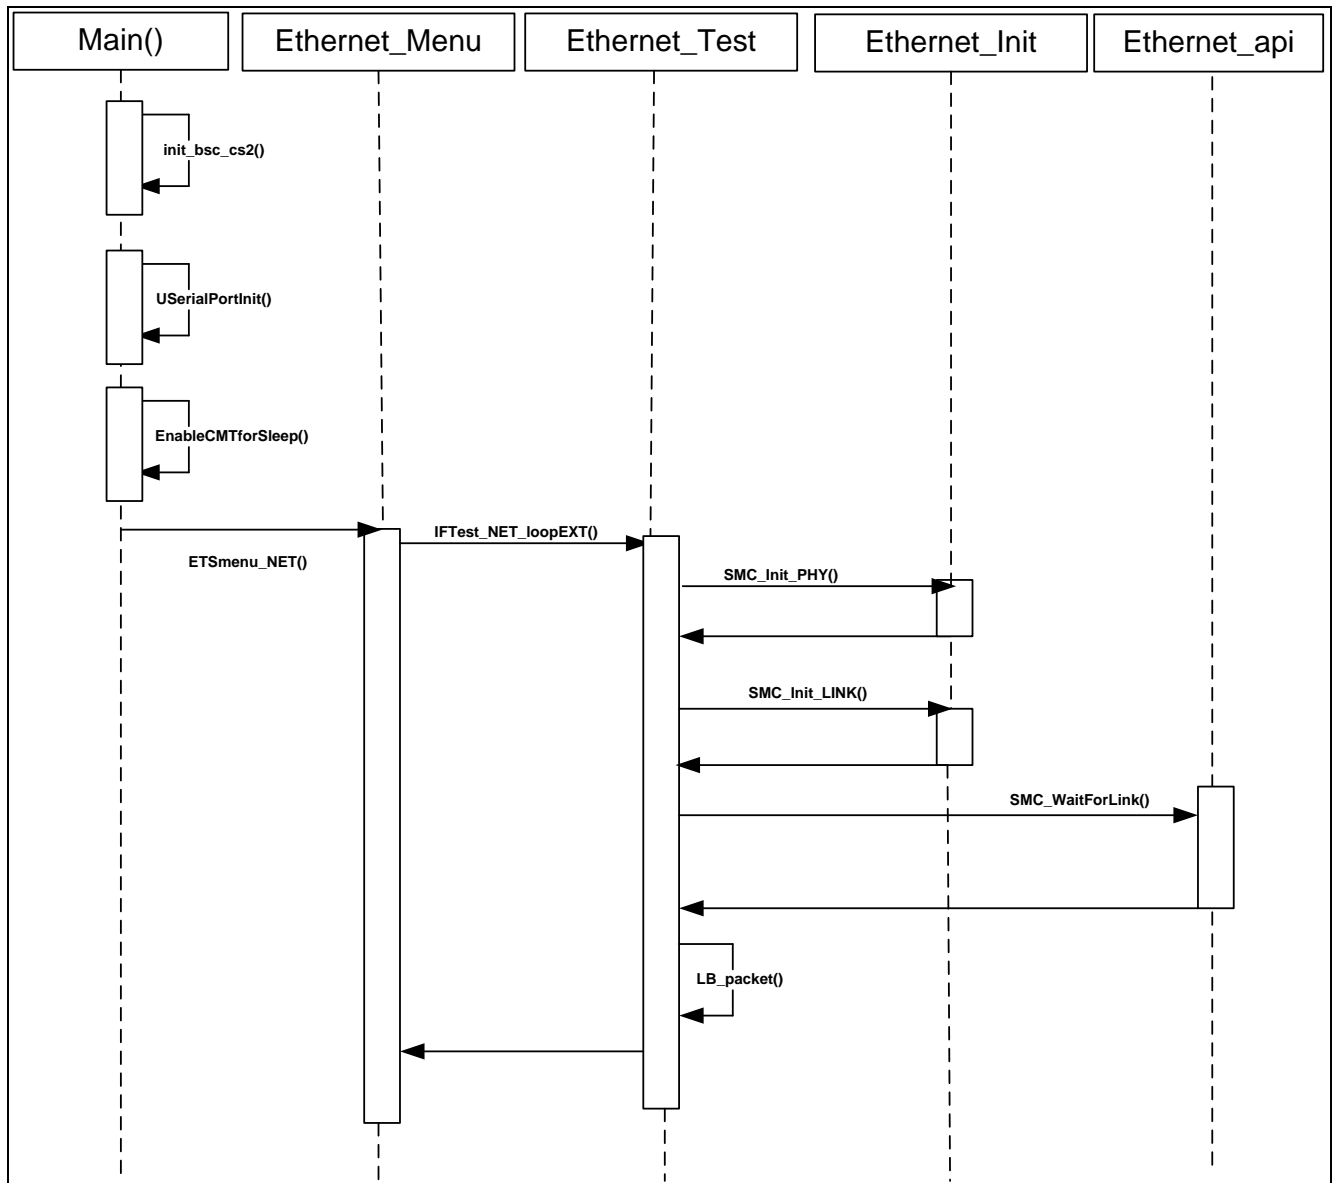 Main()
Ethernet_Menu
Ethernet_Test
Ethernet_Init
Ethernet_api
init_bsc_cs2()
USerialPortInit()
EnableCMTforSleep()
IFTest_NET_loopEXT()
ETSmenu_NET()
SMC_Init_PHY()
SMC_Init_LINK()
SMC_WaitForLink()
LB_packet()